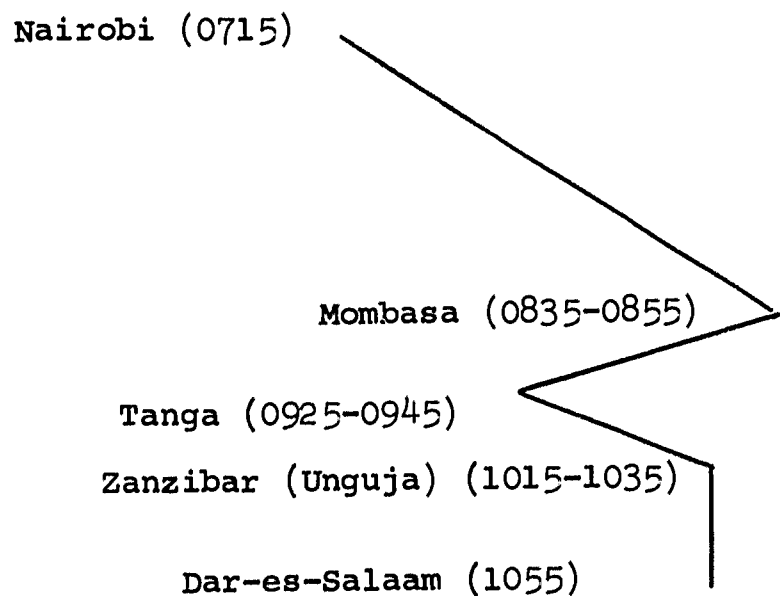 Nairobi (0715)
Mombasa (0835-0855)
Tanga (0925-0945)
Zanzibar (Unguja) (1015-1035)
Dar-es-Salaam (1055)